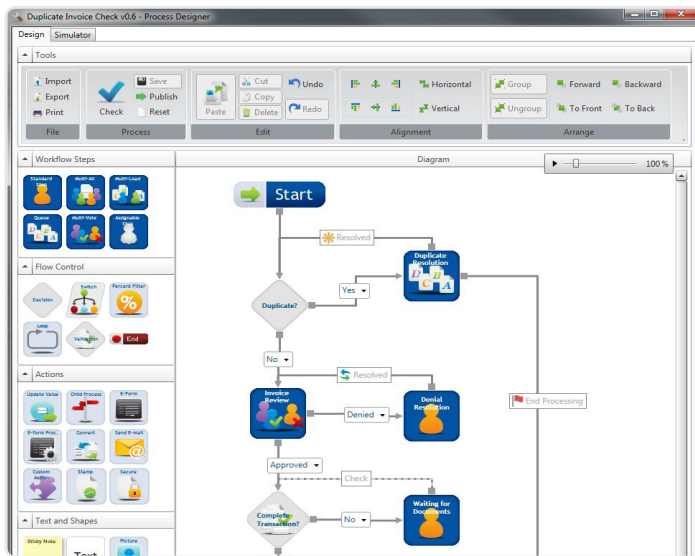 Duplicate Invoice Check v0.6 - Process Designer
Design Simulator
Tools
Import
Export
Print
File
Check
Save
Publish
Reset
Process
Paste
Cut
Copy
Delete
Undo
Redo
Edit
Horizontal
Vertical
Alignment
Group
Ungroup
Forward
Backward
To Front
To Back
Arrange
Workflow Steps
Standard Step
Multi-All
Multi-Load
Queue
Multi-Vote
Assignable
Flow Control
Decision
Switch
Percent Filter
Loop
Validation
End
Actions
Update Value
Child Process
E-Form
E-Form Proc.
Convert
Send E-mail
Custom
Action
Stamp
Secure
Text and Shapes
Sticky Note
Text
Picture
Diagram
100 %
Start
Resolved
Duplicate
Resolution
Yes
Duplicate?
No
Resolved
Invoice
Review
Denied
Denial
Resolution
End Processing
Approved
Check
Complete
Transaction?
No
Waiting for
Documents